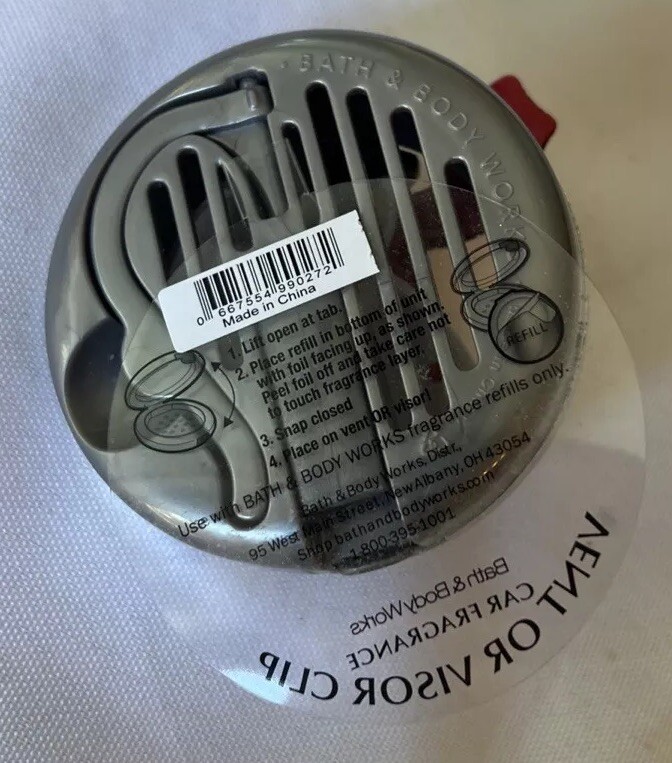 BATH & BODY WORKS
0 667554 990272
Made in China
1. Lift open at tab.
2. Place refill in bottom of unit
with foil facing up, as shown.
Peel foil off and take care not
to touch fragrance layer.
3. Snap closed
4. Place on vent OR visor!
REFILL
Use with BATH & BODY WORKS fragrance refills only.
Bath & Body Works, Distr.,
95 West Main Street, New Albany, OH 43054
Shop bathandbodyworks.com
1-800-395-1001
Bath & Body Works
CAR FRAGRANCE
VENT OR VISOR CLIP